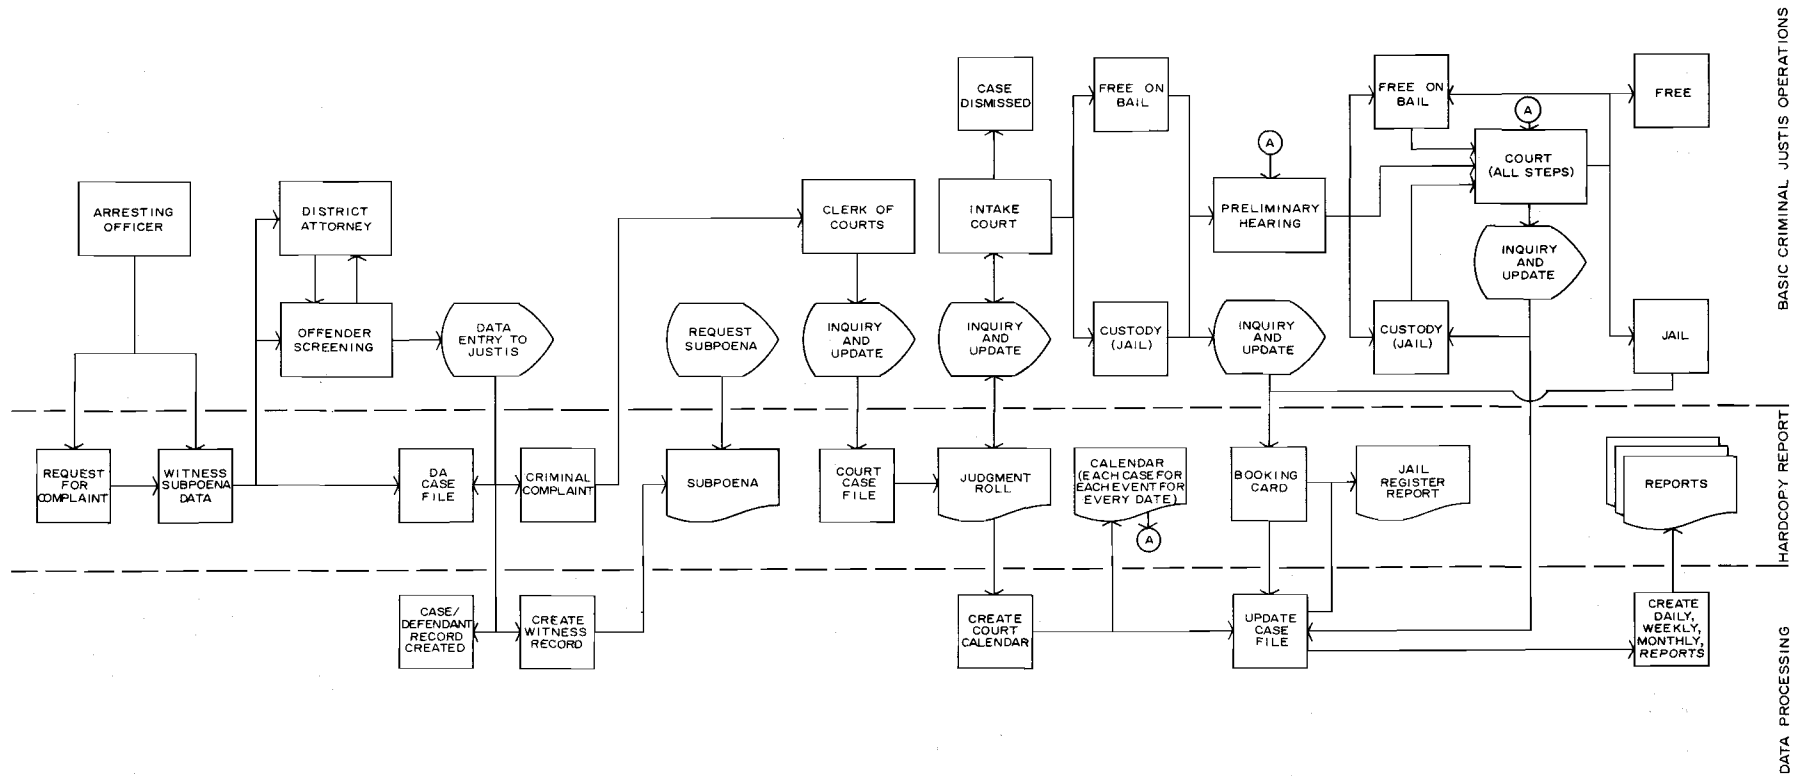 BASIC CRIMINAL JUSTIS OPERATIONS
ARRESTING
OFFICER
DISTRICT
ATTORNEY
OFFENDER
SCREENING
DATA
ENTRY TO
JUSTIS
REQUEST
SUBPOENA
CLERK OF
COURTS
INQUIRY
AND
UPDATE
CASE
DISMISSED
INTAKE
COURT
INQUIRY
AND
UPDATE
FREE ON
BAIL
CUSTODY
(JAIL)
A
PRELIMINARY
HEARING
INQUIRY
AND
UPDATE
FREE ON
BAIL
CUSTODY
(JAIL)
A
COURT
(ALL STEPS)
INQUIRY
AND
UPDATE
FREE
JAIL
HARDCOPY REPORT
REQUEST
FOR
COMPLAINT
WITNESS
SUBPOENA
DATA
DA
CASE
FILE
CRIMINAL
COMPLAINT
SUBPOENA
COURT
CASE
FILE
JUDGMENT
ROLL
CALENDAR
(EACH CASE FOR
EACH EVENT FOR
EVERY DATE)
A
BOOKING
CARD
JAIL
REGISTER
REPORT
REPORTS
DATA PROCESSING
CASE/
DEFENDANT
RECORD
CREATED
CREATE
WITNESS
RECORD
CREATE
COURT
CALENDAR
UPDATE
CASE
FILE
CREATE
DAILY,
WEEKLY,
MONTHLY,
REPORTS